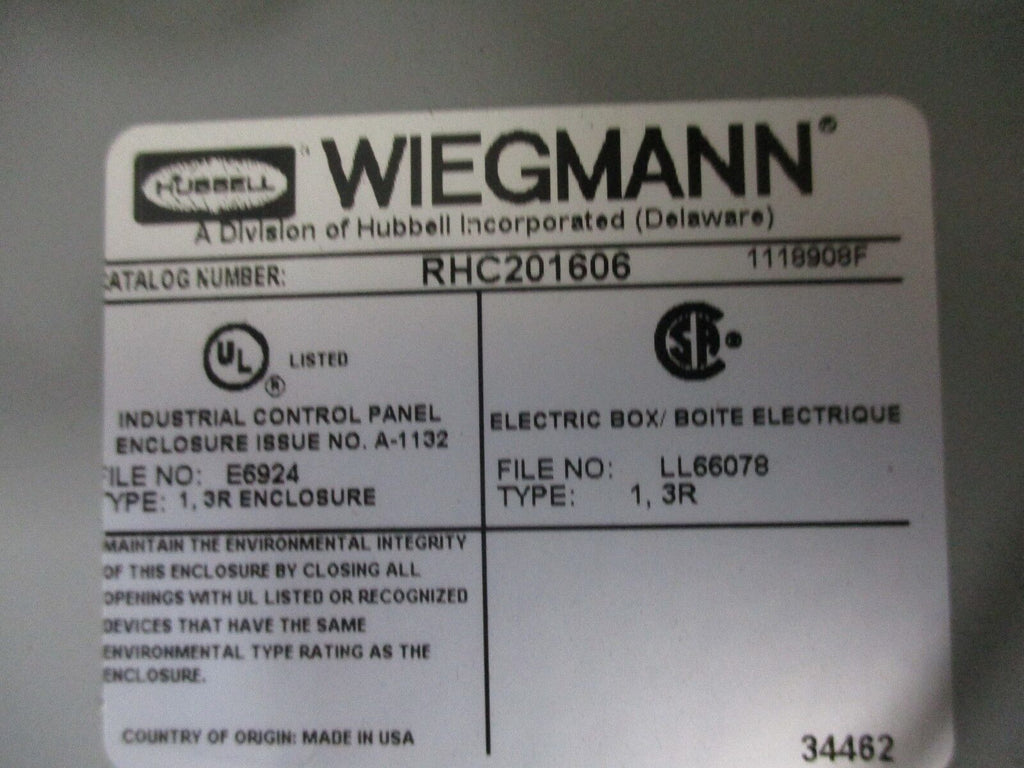 HUBBELL
WIEGMANN®
A Division of Hubbell Incorporated (Delaware)
ATALOG NUMBER: RHC201606 1118908F
UL LISTED
®
INDUSTRIAL CONTROL PANEL
ENCLOSURE ISSUE NO. A-1132
ILE NO: E6924
YPE: 1, 3R ENCLOSURE
SA®
ELECTRIC BOX/ BOITE ELECTRIQUE
FILE NO: LL66078
TYPE: 1, 3R
MAINTAIN THE ENVIRONMENTAL INTEGRITY
OF THIS ENCLOSURE BY CLOSING ALL
OPENINGS WITH UL LISTED OR RECOGNIZED
DEVICES THAT HAVE THE SAME
ENVIRONMENTAL TYPE RATING AS THE
ENCLOSURE.
COUNTRY OF ORIGIN: MADE IN USA
34462